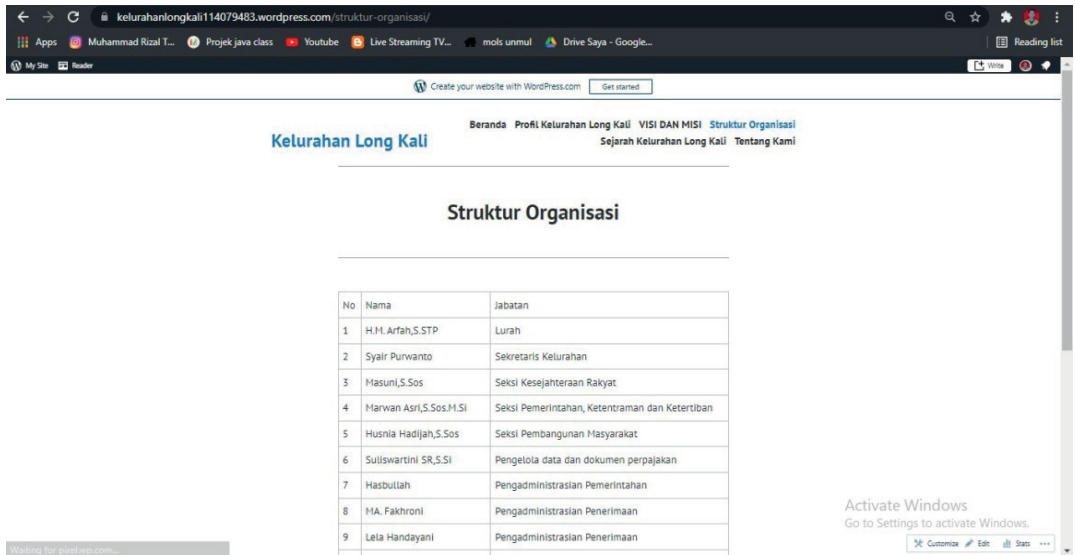 kelurahanlongkali114079483.wordpress.com/struktur-organisasi/
Apps Muhammad Rizal T... Projek java class Youtube Live Streaming TV... mols unmul Drive Saya - Google... Reading list
My Site Reader Write
Create your website with WordPress.com Get started
Kelurahan Long Kali
Beranda Profil Kelurahan Long Kali VISI DAN MISI Struktur Organisasi
Sejarah Kelurahan Long Kali Tentang Kami
Struktur Organisasi
No Nama Jabatan
1 H.M. Arfah,S.STP Lurah
2 Syair Purwanto Sekretaris Kelurahan
3 Masuni,S.Sos Seksi Kesejahteraan Rakyat
4 Marwan Asri,S.Sos.M.Si Seksi Pemerintahan, Ketentraman dan Ketertiban
5 Husnia Hadijah,S.Sos Seksi Pembangunan Masyarakat
6 Suliswartini SR,S.Si Pengelola data dan dokumen perpajakan
7 Hasbullah Pengadministrasian Pemerintahan
8 MA. Fakhroni Pengadministrasian Penerimaan
9 Lela Handayani Pengadministrasian Penerimaan
Activate Windows
Go to Settings to activate Windows.
Customize Edit Stats ...
Waiting for pixel.wp.com...